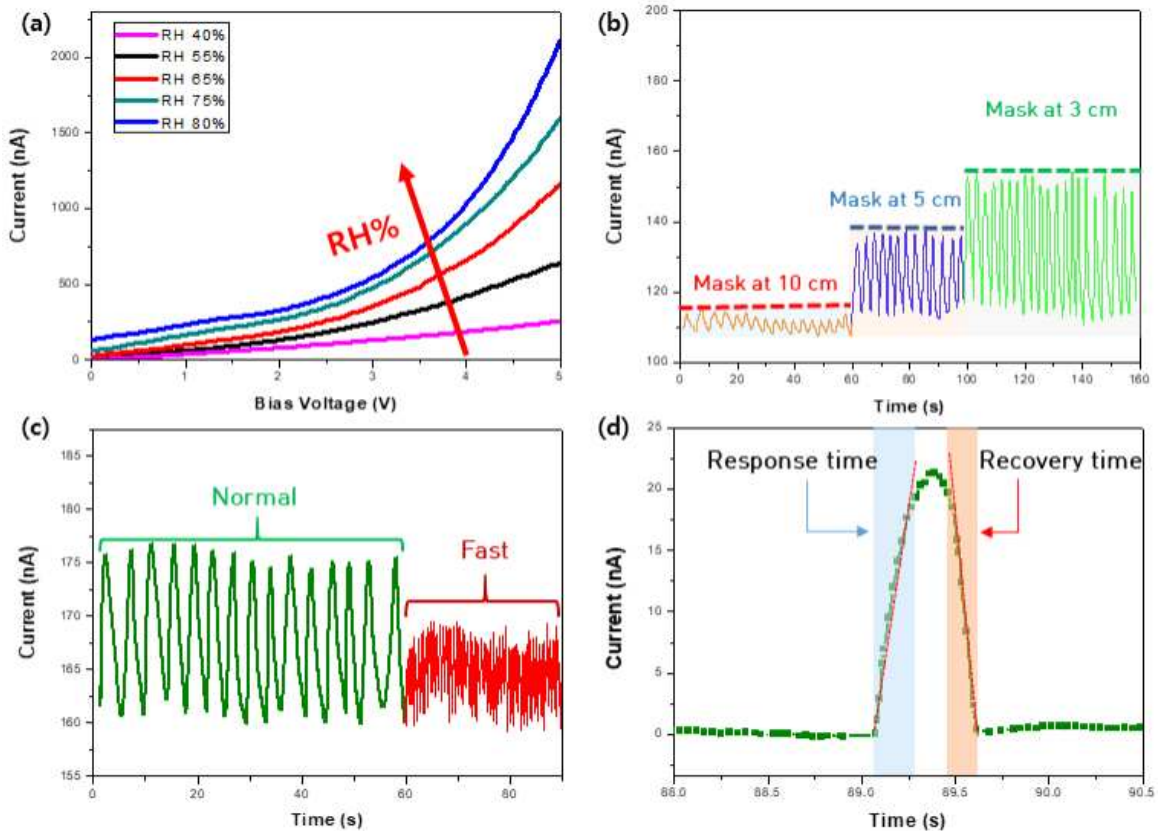 (a)
RH 40%
RH 55%
RH 65%
RH 75%
RH 80%
RH%
2000
1500
1000
500
0
Current (nA)
0 1 2 3 4 5
Bias Voltage (V)
(b)
200
180
160
140
120
100
Current (nA)
Mask at 10 cm
Mask at 5 cm
Mask at 3 cm
0 20 40 60 80 100 120 140 160
Time (s)
(c)
185
180
175
170
165
160
155
Current (nA)
Normal
Fast
0 20 40 60 80
Time (s)
(d)
25
20
15
10
5
0
Current (nA)
Response time
Recovery time
88.0 88.5 89.0 89.5 90.0 90.5
Time (s)